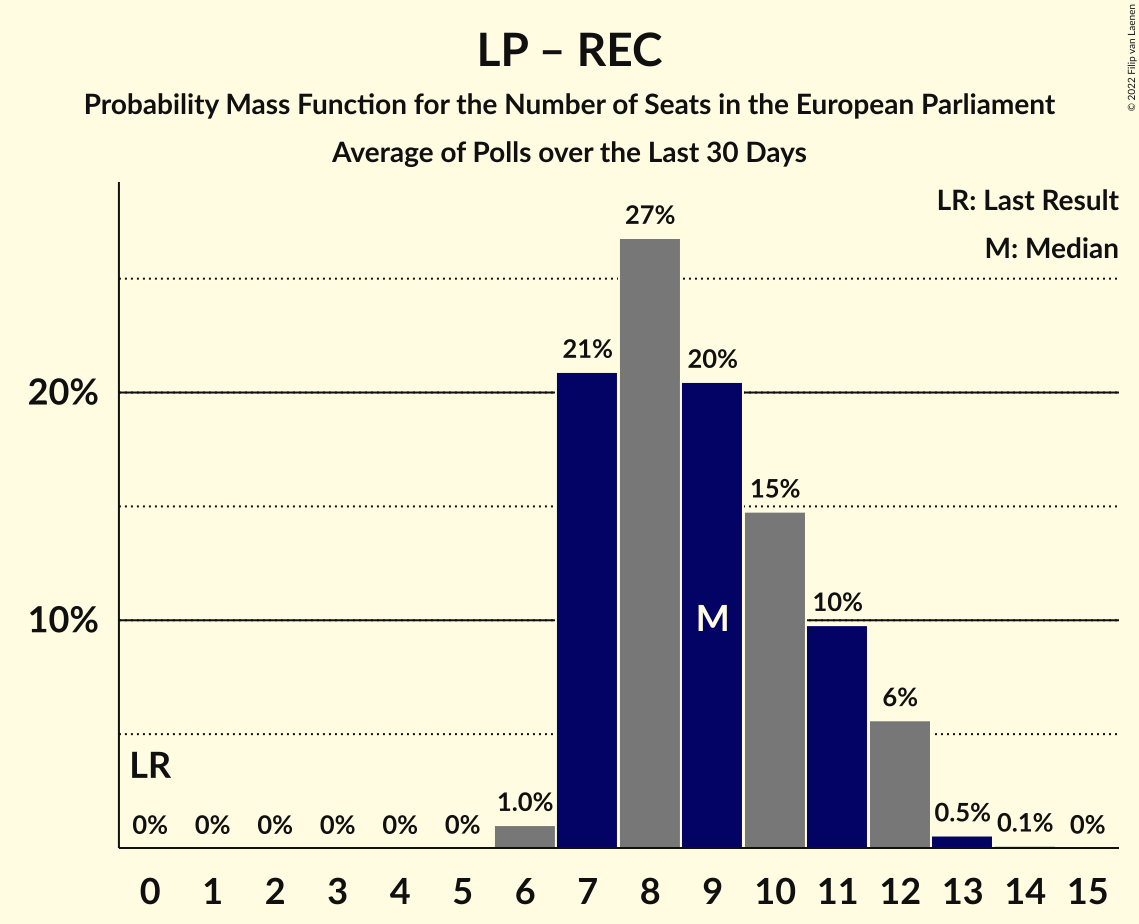 LP – REC
Probability Mass Function for the Number of Seats in the European Parliament
Average of Polls over the Last 30 Days
© 2022 Filip van Laenen
LR: Last Result
M: Median
27%
21%
20%
20%
15%
10%
10%
M
6%
LR
1.0%
0.5%
0.1%
0%
0%
0%
0%
0%
0%
0%
0 1 2 3 4 5 6 7 8 9 10 11 12 13 14 15